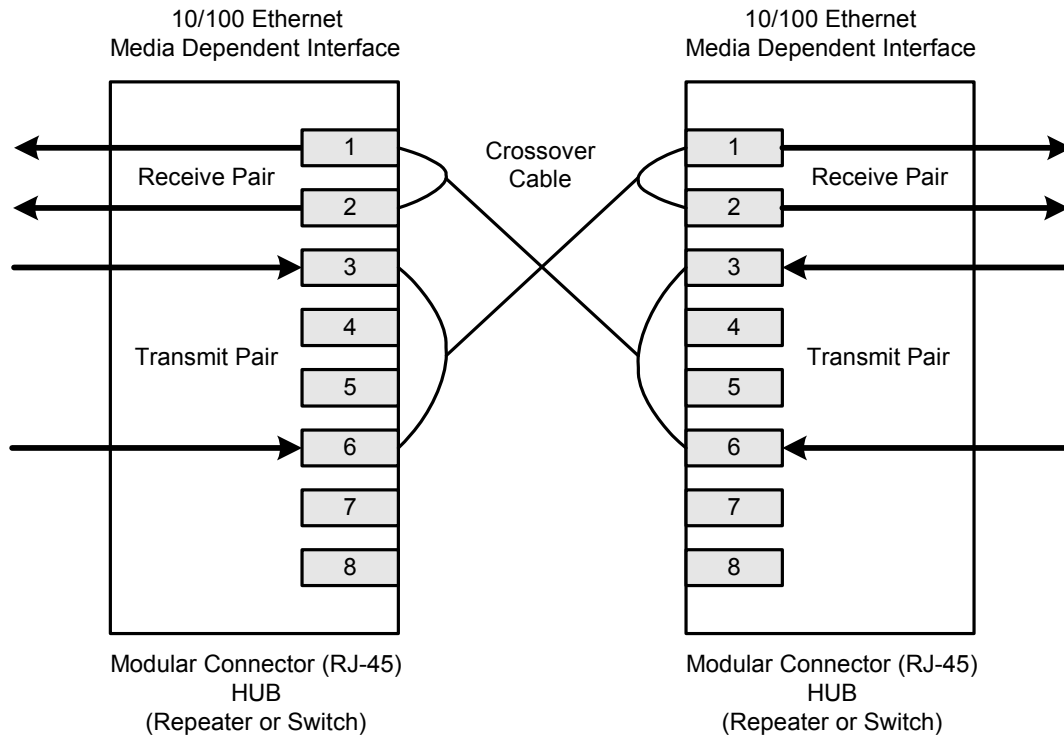 10/100 Ethernet
Media Dependent Interface
10/100 Ethernet
Media Dependent Interface
1
Receive Pair
2
3
4
Transmit Pair
5
6
7
8
Crossover
Cable
1
Receive Pair
2
3
4
Transmit Pair
5
6
7
8
Modular Connector (RJ-45)
HUB
(Repeater or Switch)
Modular Connector (RJ-45)
HUB
(Repeater or Switch)